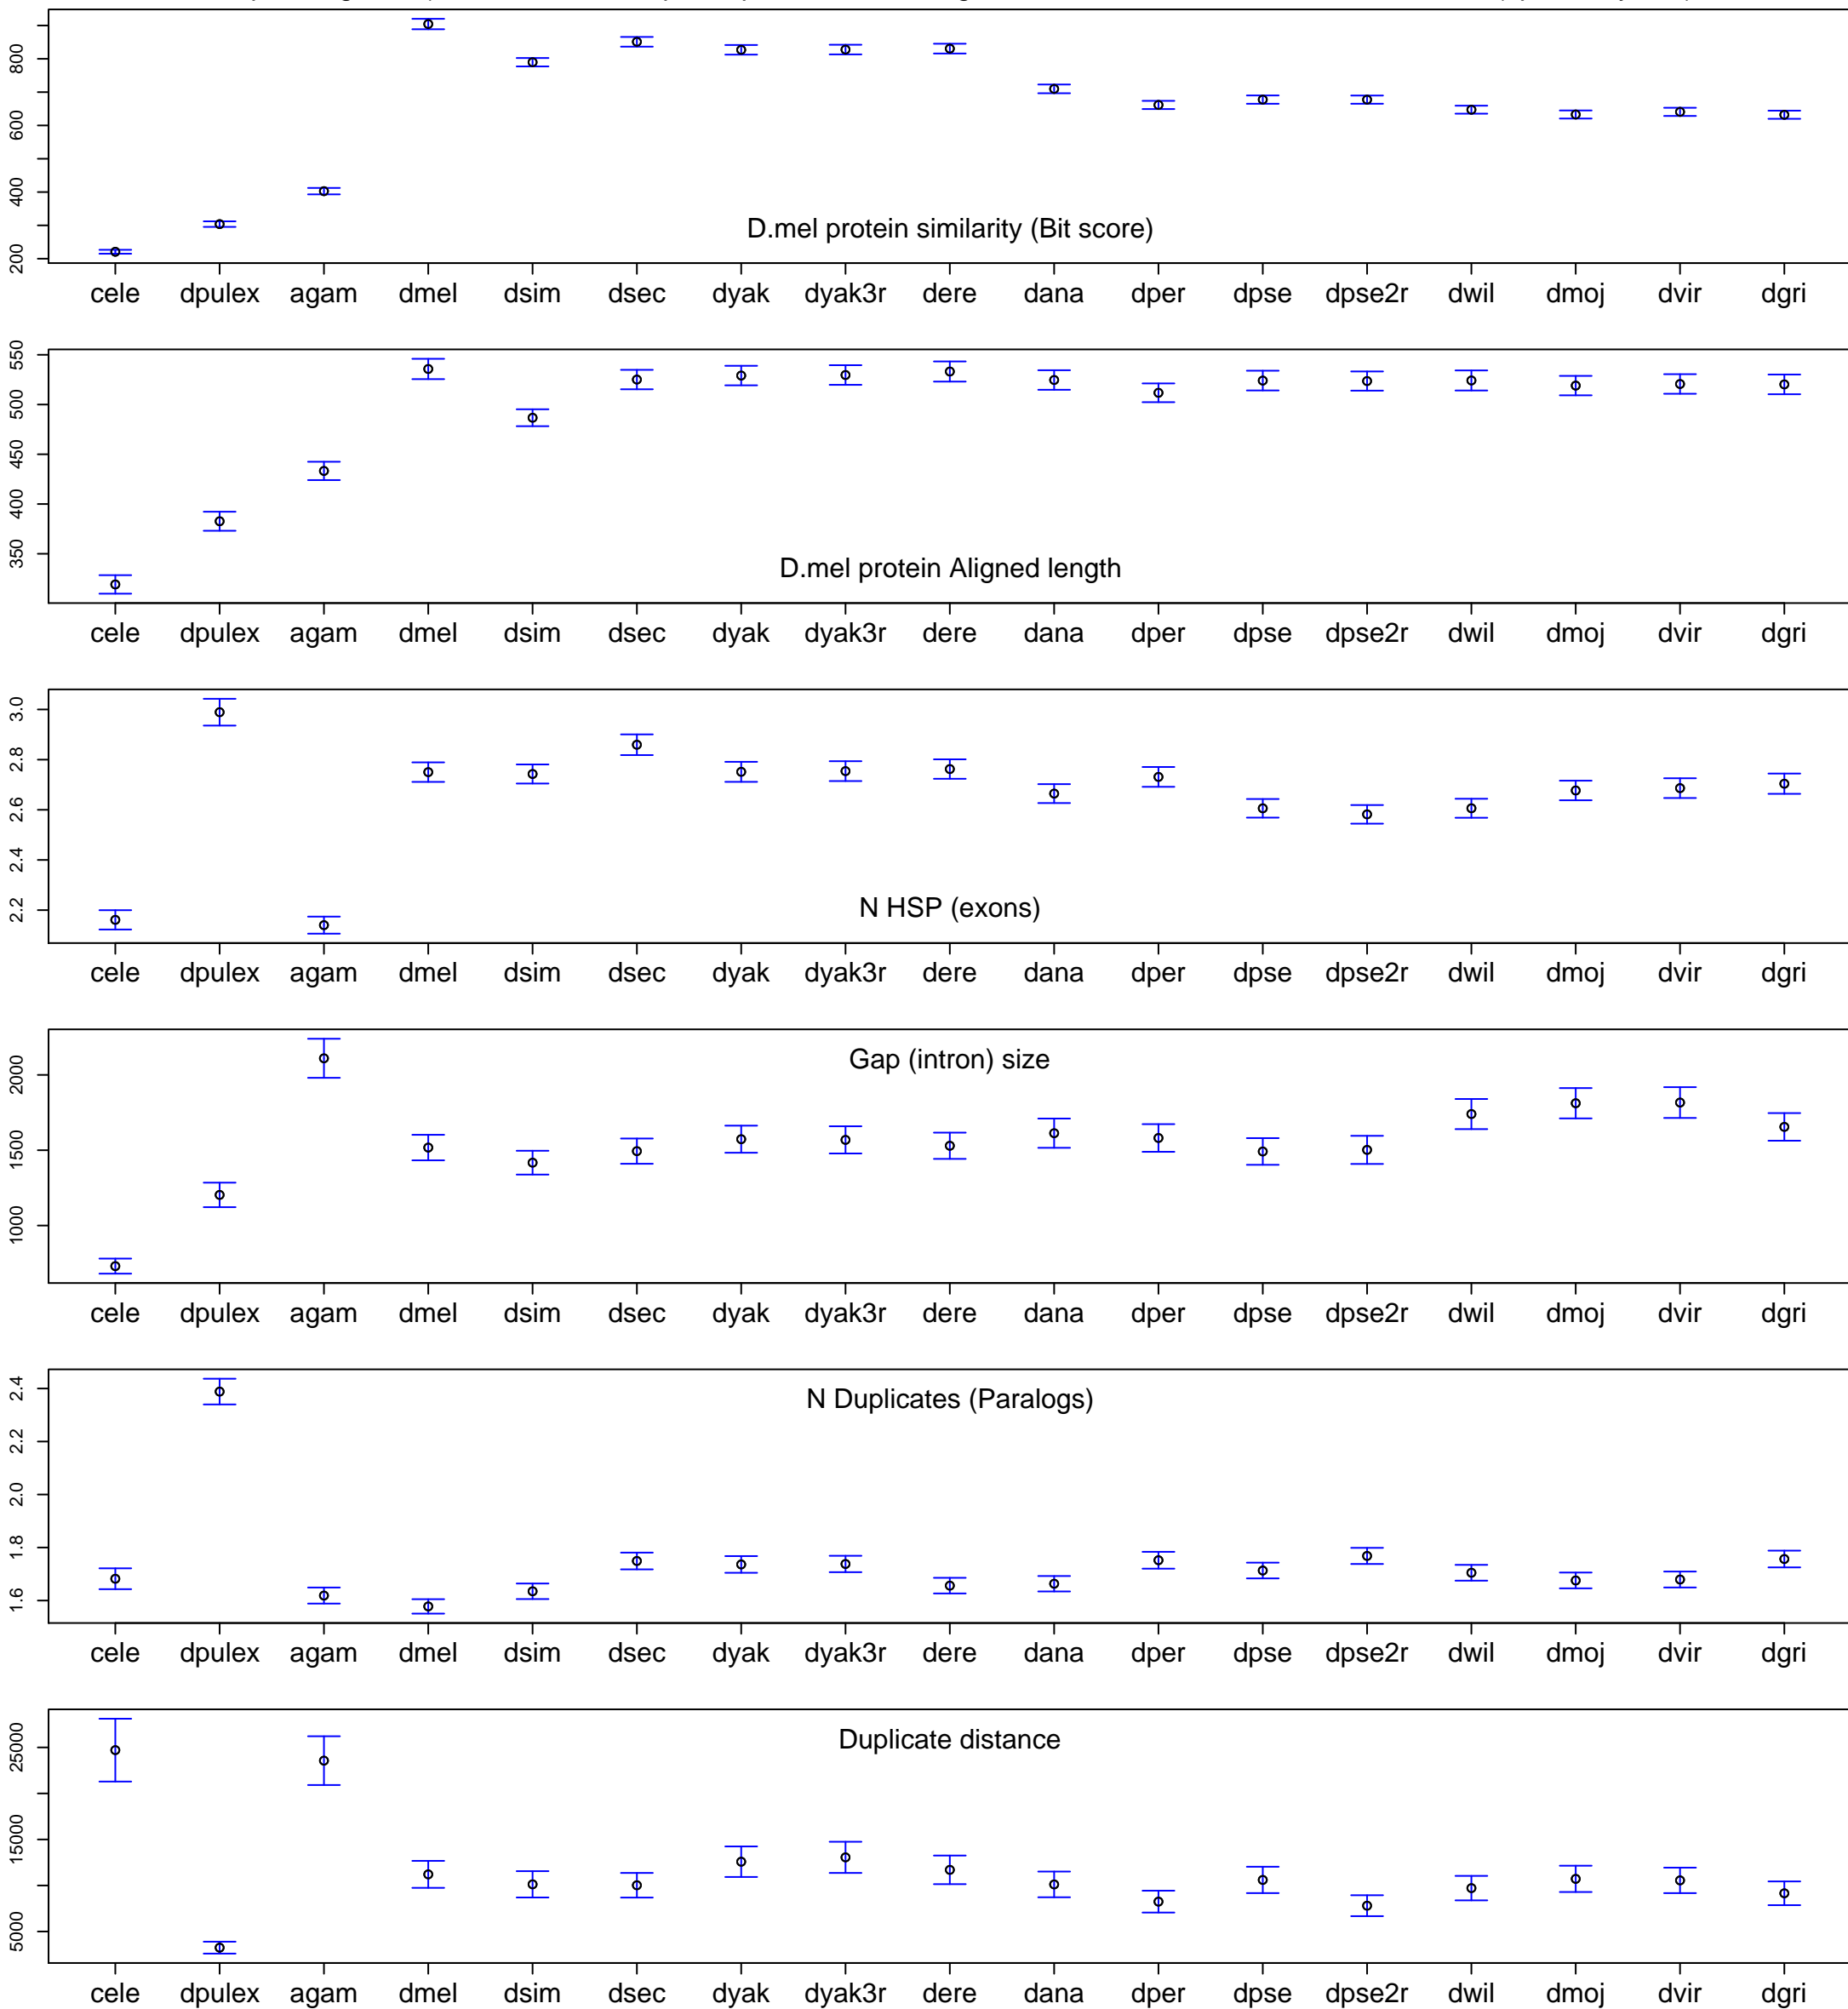 800
600
400
200
D.mel protein similarity (Bit score)
cele dpulex agam dmel dsim dsec dyak dyak3r dere dana dper dpse dpse2r dwil dmoj dvir dgri
550
500
450
400
350
D.mel protein Aligned length
cele dpulex agam dmel dsim dsec dyak dyak3r dere dana dper dpse dpse2r dwil dmoj dvir dgri
3.0
2.8
2.6
2.4
2.2
N HSP (exons)
cele dpulex agam dmel dsim dsec dyak dyak3r dere dana dper dpse dpse2r dwil dmoj dvir dgri
Gap (intron) size
2000
1500
1000
cele dpulex agam dmel dsim dsec dyak dyak3r dere dana dper dpse dpse2r dwil dmoj dvir dgri
N Duplicates (Paralogs)
2.4
2.2
2.0
1.8
1.6
cele dpulex agam dmel dsim dsec dyak dyak3r dere dana dper dpse dpse2r dwil dmoj dvir dgri
Duplicate distance
25000
15000
5000
cele dpulex agam dmel dsim dsec dyak dyak3r dere dana dper dpse dpse2r dwil dmoj dvir dgri